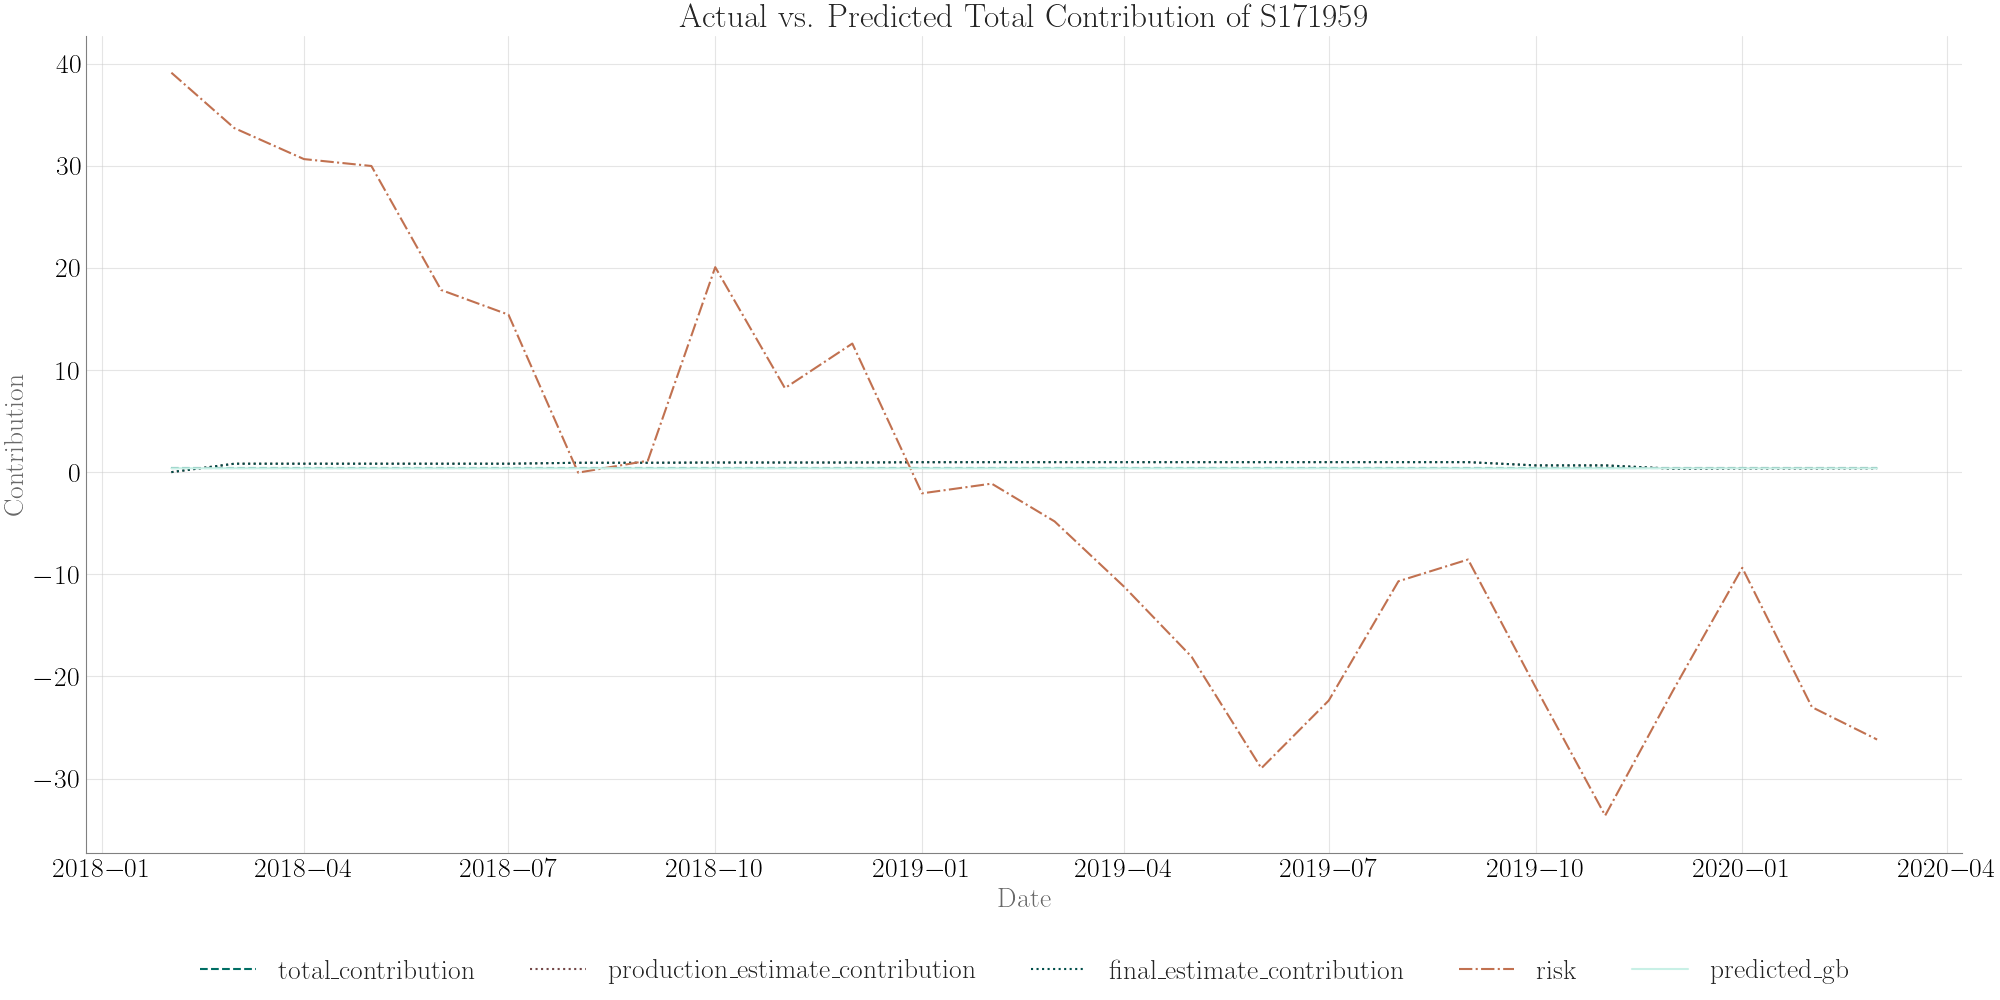 Actual vs. Predicted Total Contribution of S171959
40
30
20
10
0
−10
−20
−30
Contribution
2018−01 2018−04 2018−07 2018−10 2019−01 2019−04 2019−07 2019−10 2020−01 2020−04
Date
total_contribution production_estimate_contribution final_estimate_contribution risk predicted_gb